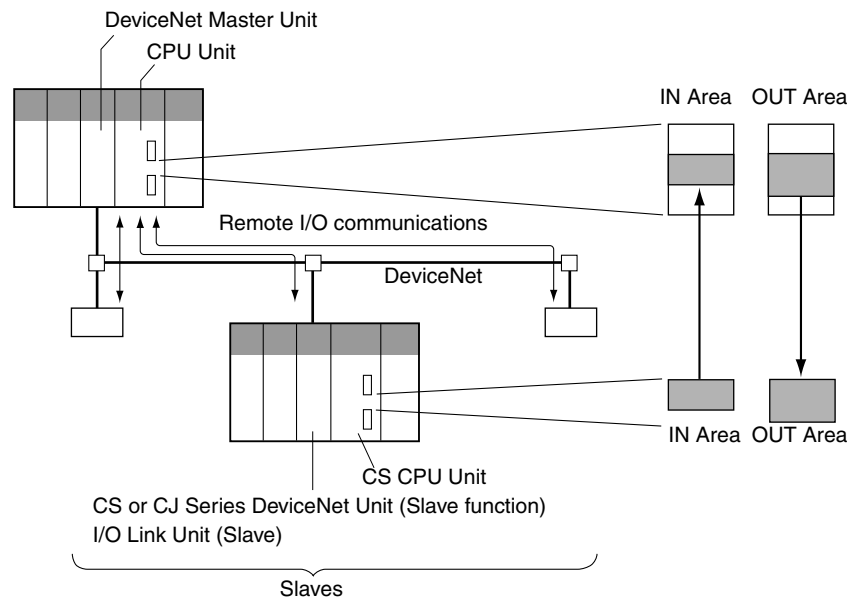 DeviceNet Master Unit
CPU Unit
IN Area
OUT Area
Remote I/O communications
DeviceNet
IN Area
OUT Area
CS CPU Unit
CS or CJ Series DeviceNet Unit (Slave function)
I/O Link Unit (Slave)
Slaves